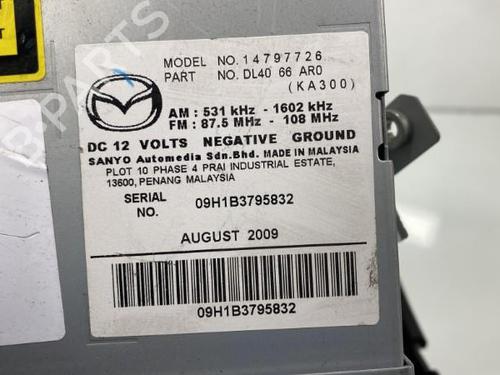 MODEL NO. 14797726
PART NO. DL40 66 AR0
(KA300)
AM : 531 kHz - 1602 kHz
FM : 87.5 MHz - 108 MHz
DC 12 VOLTS NEGATIVE GROUND
SANYO Automedia Sdn.Bhd. MADE IN MALAYSIA
PLOT 10 PHASE 4 PRAI INDUSTRIAL ESTATE,
13600, PENANG MALAYSIA
SERIAL NO. 09H1B3795832
AUGUST 2009
09H1B3795832
B-PARTS